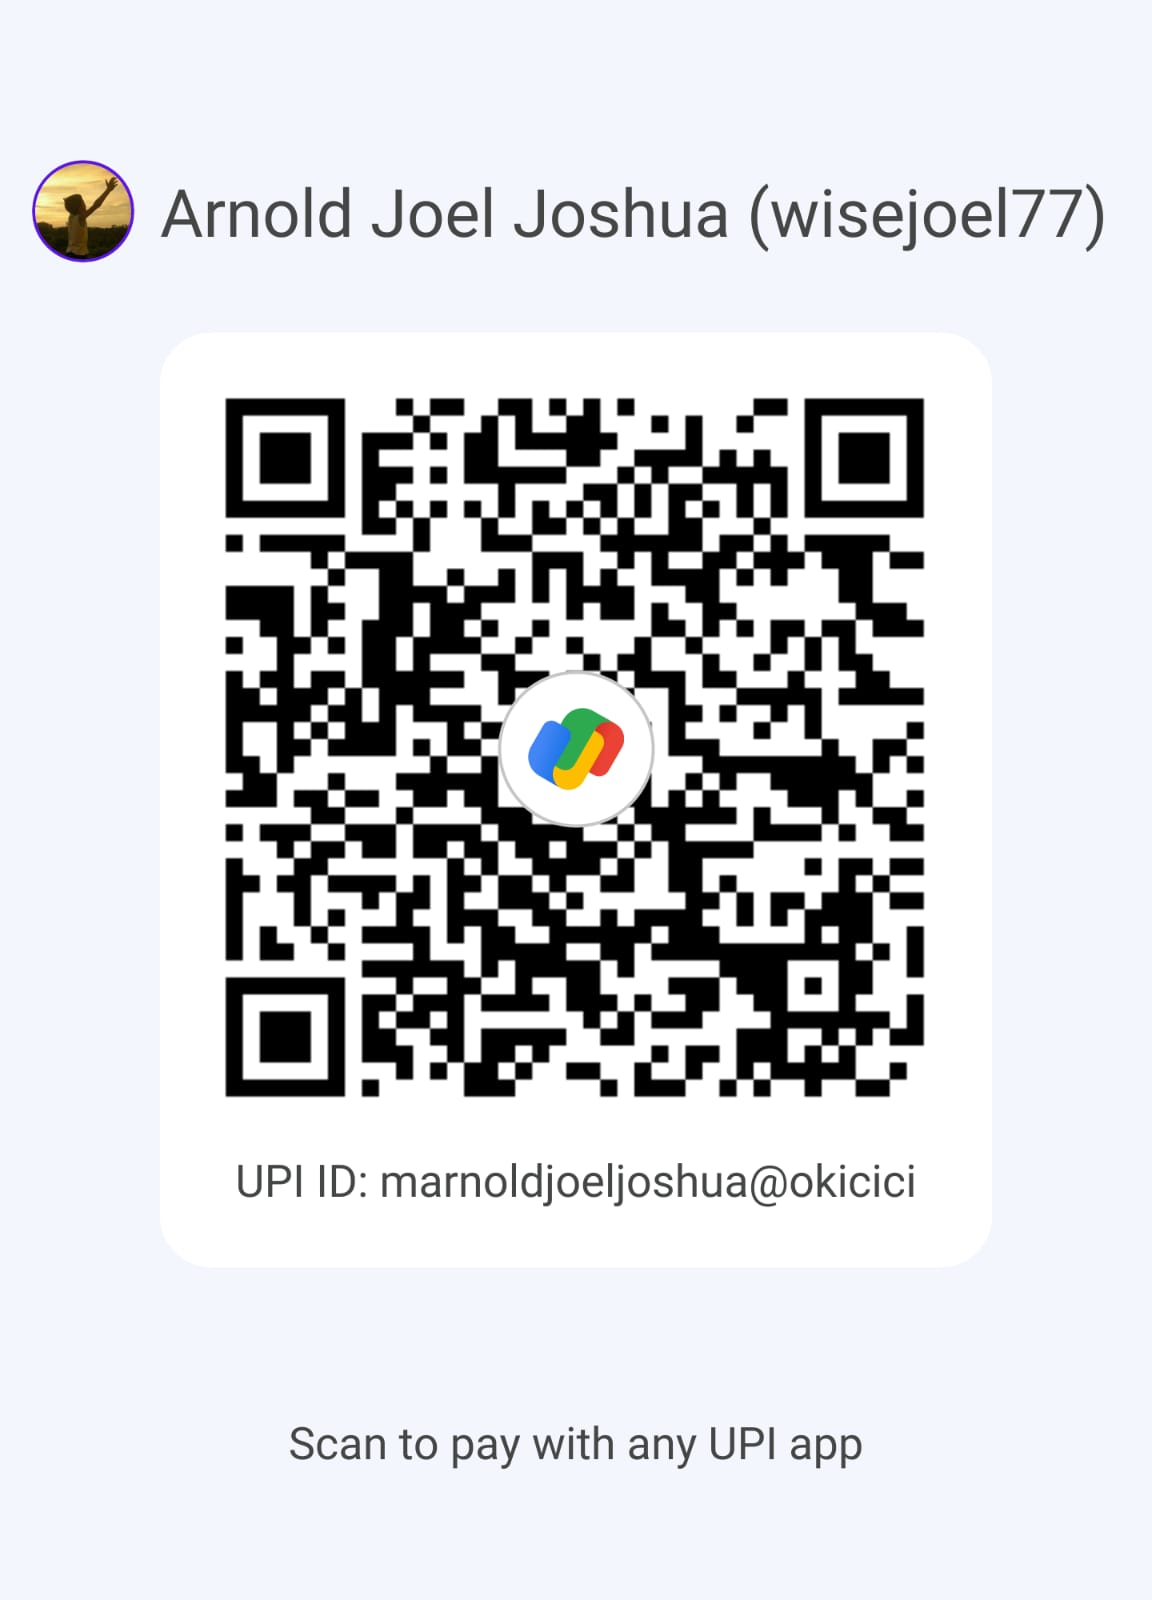 Arnold Joel Joshua (wisejoel77)
UPI ID: marnoldjoeljoshua@okicici
Scan to pay with any UPI app